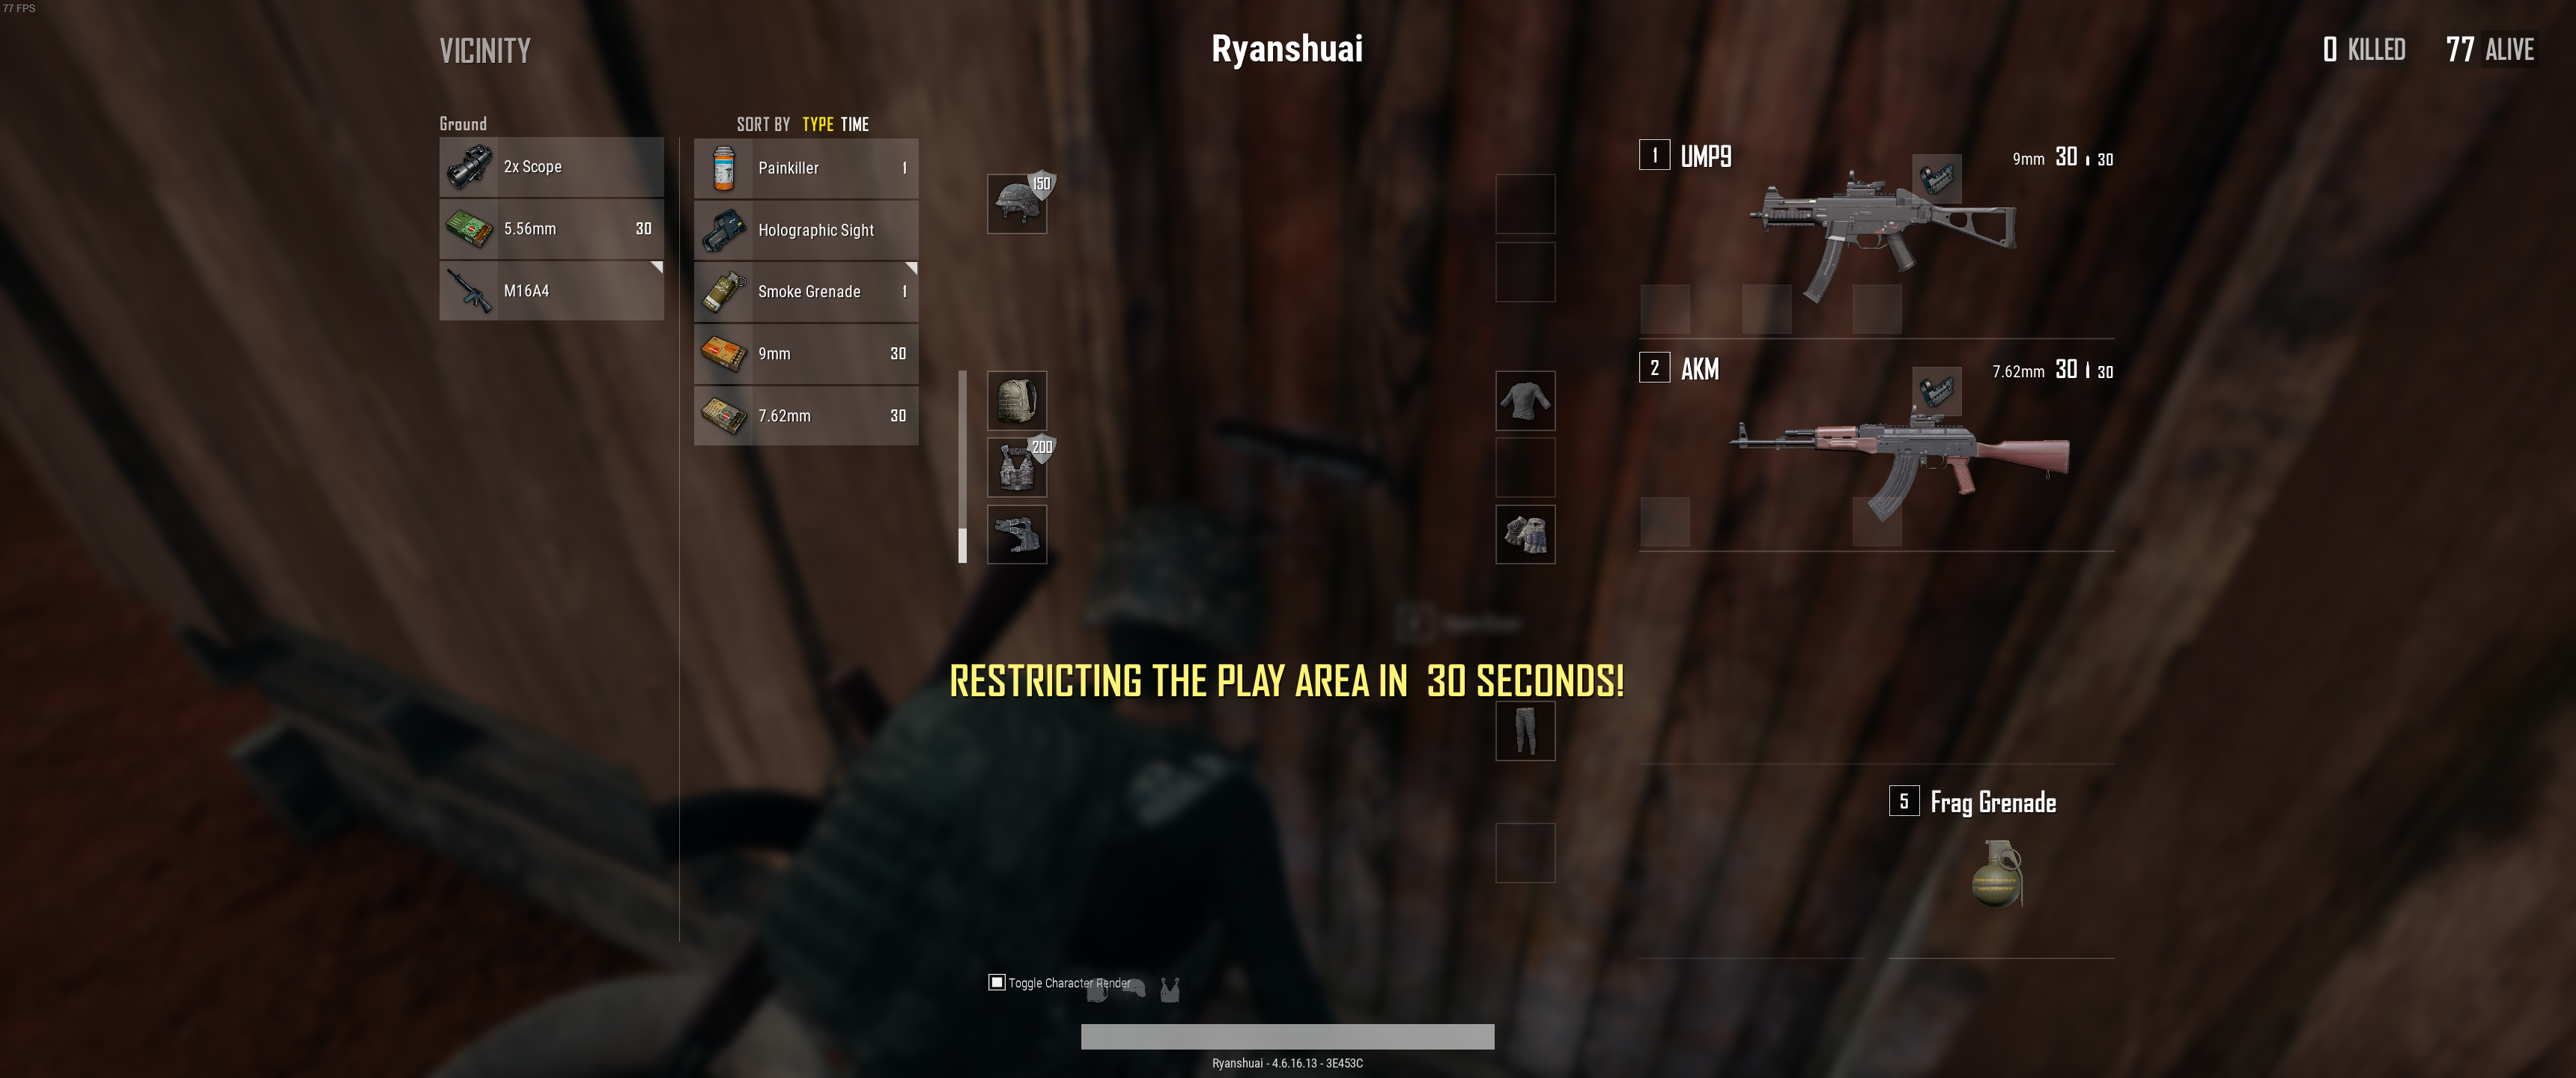 77 FPS
VICINITY
Ryanshuai
0 KILLED 77 ALIVE
Ground
2x Scope
5.56mm 30
M16A4
SORT BY TYPE TIME
Painkiller 1
Holographic Sight
Smoke Grenade 1
9mm 30
7.62mm 30
150
200
1 UMP9 9mm 30 30
2 AKM 7.62mm 30 30
RESTRICTING THE PLAY AREA IN 30 SECONDS!
5 Frag Grenade
Toggle Character Render
Ryanshuai - 4.6.16.13 - 3E453C